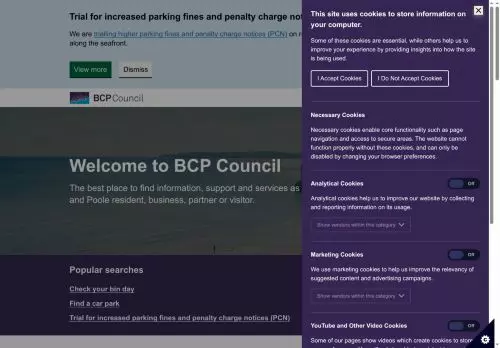 Trial for increased parking fines and penalty charge not
We are making higher parking fines and penalty charge notices (PCN) on r
along the seafront.
View more
Dismiss
BCP Council
Welcome to BCP Council
The best place to find information, support and services as
and Poole resident, business, partner or visitor.
Popular searches
Check your bin day
Find a car park
Trial for increased parking fines and penalty charge notices (PCN)
This site uses cookies to store information on
your computer.
Some of these cookies are essential, while others help us to
improve your experience by providing insights into how the site
is being used.
I Accept Cookies
I Do Not Accept Cookies
Necessary Cookies
Necessary cookies enable core functionality such as page
navigation and access to secure areas. The website cannot
function properly without these cookies, and can only be
disabled by changing your browser preferences.
Analytical Cookies
Off
Analytical cookies help us to improve our website by collecting
and reporting information on its usage.
Show vendors within this category
Marketing Cookies
Off
We use marketing cookies to help us improve the relevancy of
suggested content and advertising campaigns.
Show vendors within this category
YouTube and Other Video Cookies
Off
Some of our pages show videos which create cookies to store